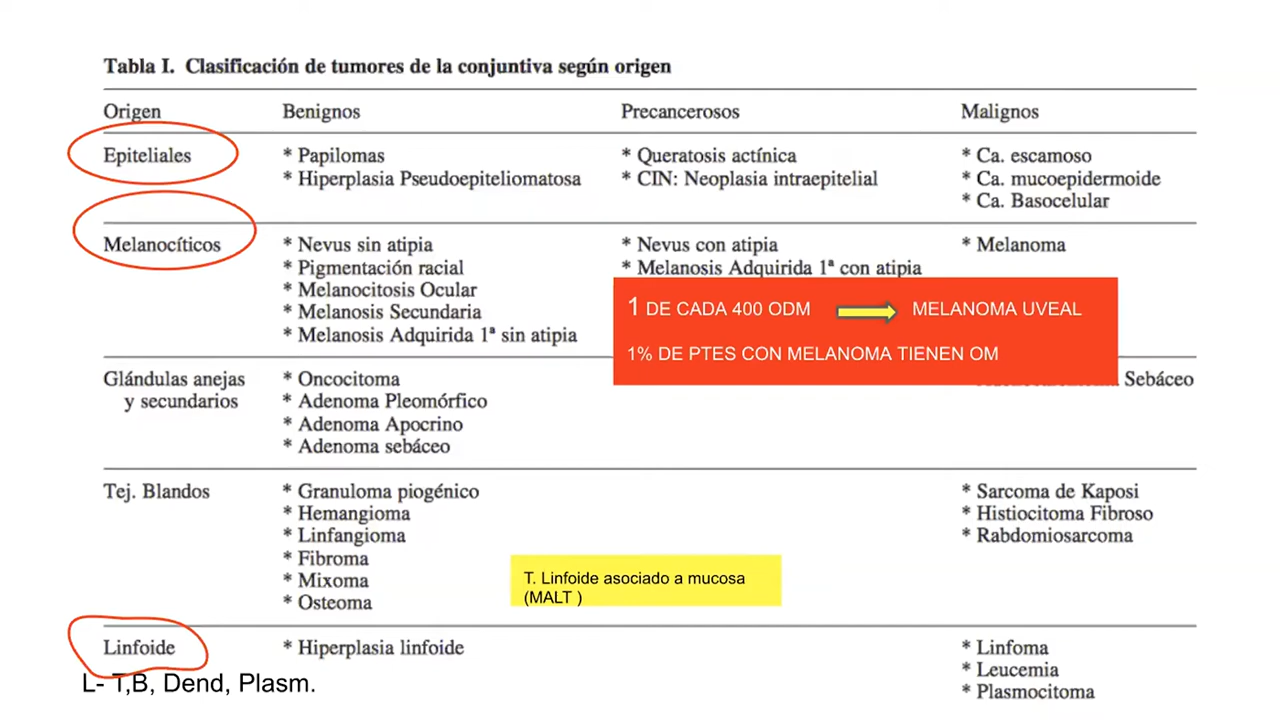 Tabla I. Clasificación de tumores de la conjuntiva según origen
Origen Benignos Precancerosos Malignos
Epiteliales * Papilomas * Queratosis actínica * Ca. escamoso
* Hiperplasia Pseudoepiteliomatosa * CIN: Neoplasia intraepitelial * Ca. mucoepidermoide
* Ca. Basocelular
Melanocíticos * Nevus sin atipia * Nevus con atipia * Melanoma
* Pigmentación racial * Melanosis Adquirida 1ª con atipia
* Melanocitosis Ocular
* Melanosis Secundaria
* Melanosis Adquirida 1ª sin atipia
1 DE CADA 400 ODM MELANOMA UVEAL
1% DE PTES CON MELANOMA TIENEN OM
Glándulas anejas * Oncocitoma Sebáceo
y secundarios * Adenoma Pleomórfico
* Adenoma Apocrino
* Adenoma sebáceo
Tej. Blandos * Granuloma piogénico * Sarcoma de Kaposi
* Hemangioma * Histiocitoma Fibroso
* Linfangioma * Rabdomiosarcoma
* Fibroma
* Mixoma
* Osteoma
T. Linfoide asociado a mucosa
(MALT )
Linfoide * Hiperplasia linfoide * Linfoma
* Leucemia
* Plasmocitoma
L- T,B, Dend, Plasm.